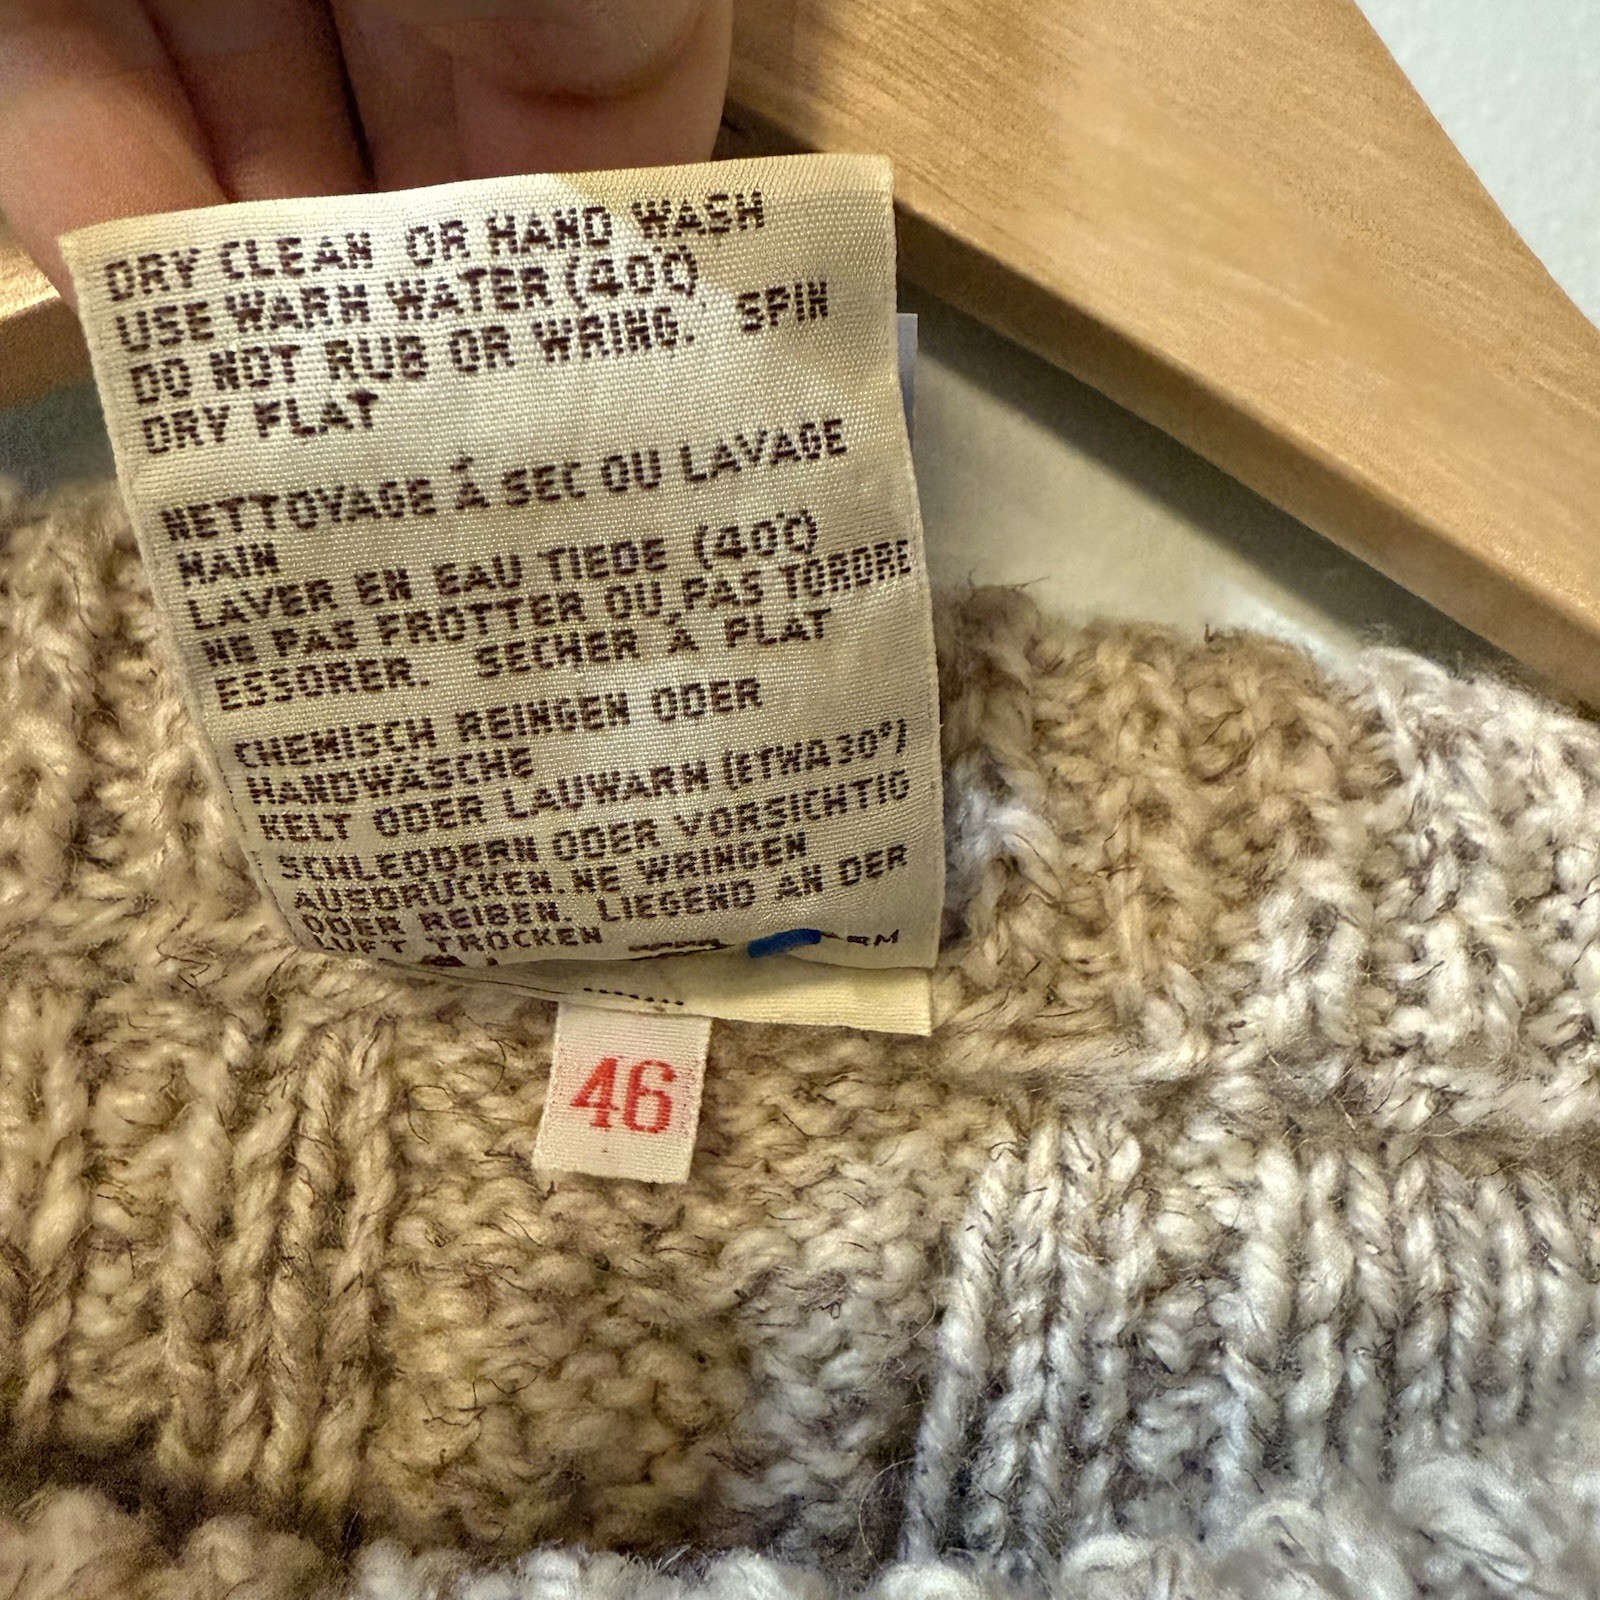 DRY CLEAN OR HAND WASH
USE WARM WATER (40℃)
DO NOT RUB OR WRING. SPIN
DRY FLAT
NETTOYAGE À SEC OU LAVAGE
MAIN
LAVER EN EAU TIEDE (40℃)
NE PAS FROTTER OU PAS TORDRE
ESSORER. SECHER À PLAT
CHEMISCH REINGEN ODER
HANDWÄSCHE
KELT ODER LAUWARM (ETWA 30°)
SCHLEODERN ODER VORSICHTIG
AUSDRUCKEN. NE WRINGEN
ODER REIBEN. LIEGEND AN DER
LUFT TROCKEN
46